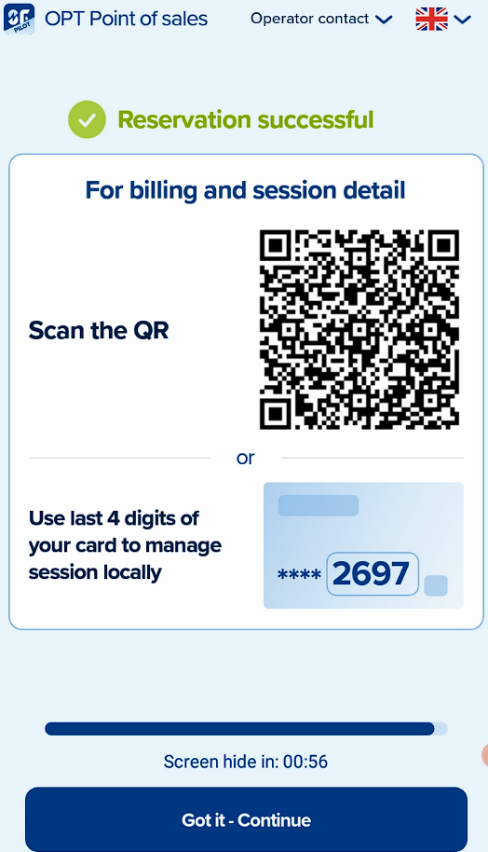 OPT Point of sales
Operator contact
PILOT
Reservation successful
For billing and session detail
Scan the QR
or
Use last 4 digits of
your card to manage
session locally
**** 2697
Screen hide in: 00:56
Got it - Continue